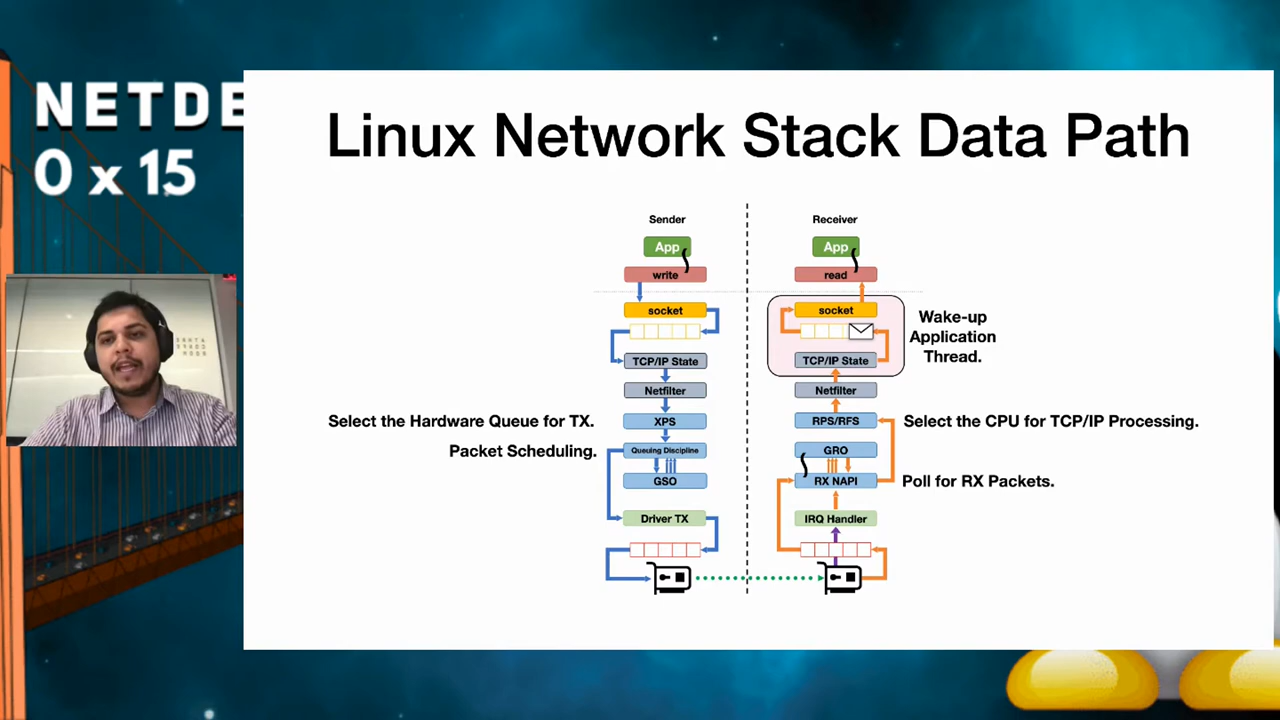 NETDE
0 x 15
Linux Network Stack Data Path
Sender
Receiver
App
App
write
read
socket
socket
Wake-up
Application
Thread.
TCP/IP State
TCP/IP State
Netfilter
Netfilter
Select the Hardware Queue for TX.
XPS
RPS/RFS
Select the CPU for TCP/IP Processing.
Packet Scheduling.
Queuing Discipline
GRO
GSO
RX NAPI
Poll for RX Packets.
Driver TX
IRQ Handler